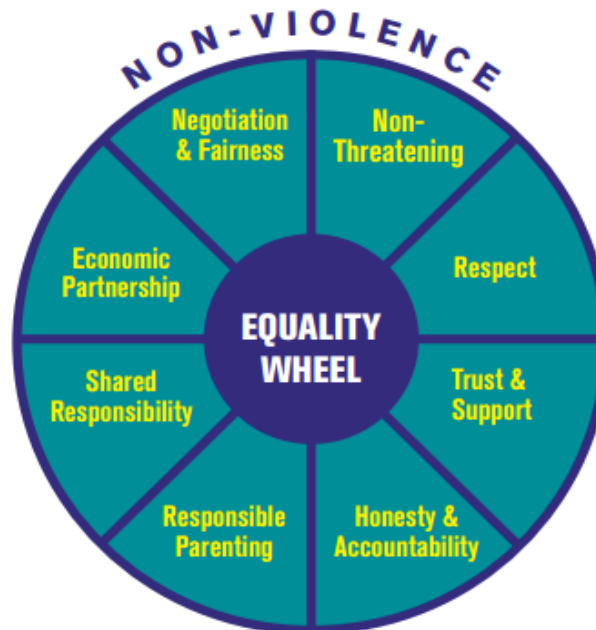 NON-VIOLENCE
Negotiation
& Fairness
Non-
Threatening
Economic
Partnership
Respect
EQUALITY
WHEEL
Shared
Responsibility
Trust &
Support
Responsible
Parenting
Honesty &
Accountability